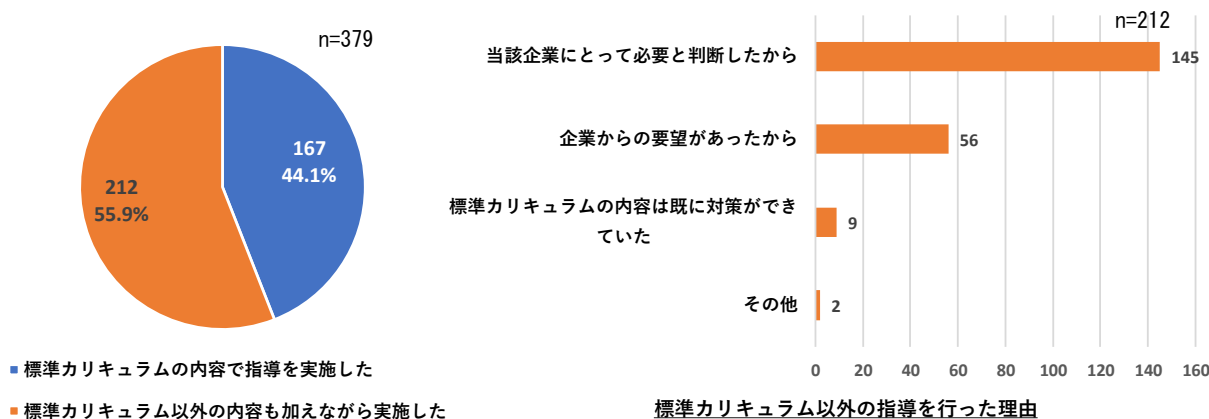 n=379
167
44.1%
212
55.9%
■ 標準カリキュラムの内容で指導を実施した
■ 標準カリキュラム以外の内容も加えながら実施した
n=212
当該企業にとって必要と判断したから
145
企業からの要望があったから
56
標準カリキュラムの内容は既に対策ができ
ていた
9
その他
2
0 20 40 60 80 100 120 140 160
標準カリキュラム以外の指導を行った理由